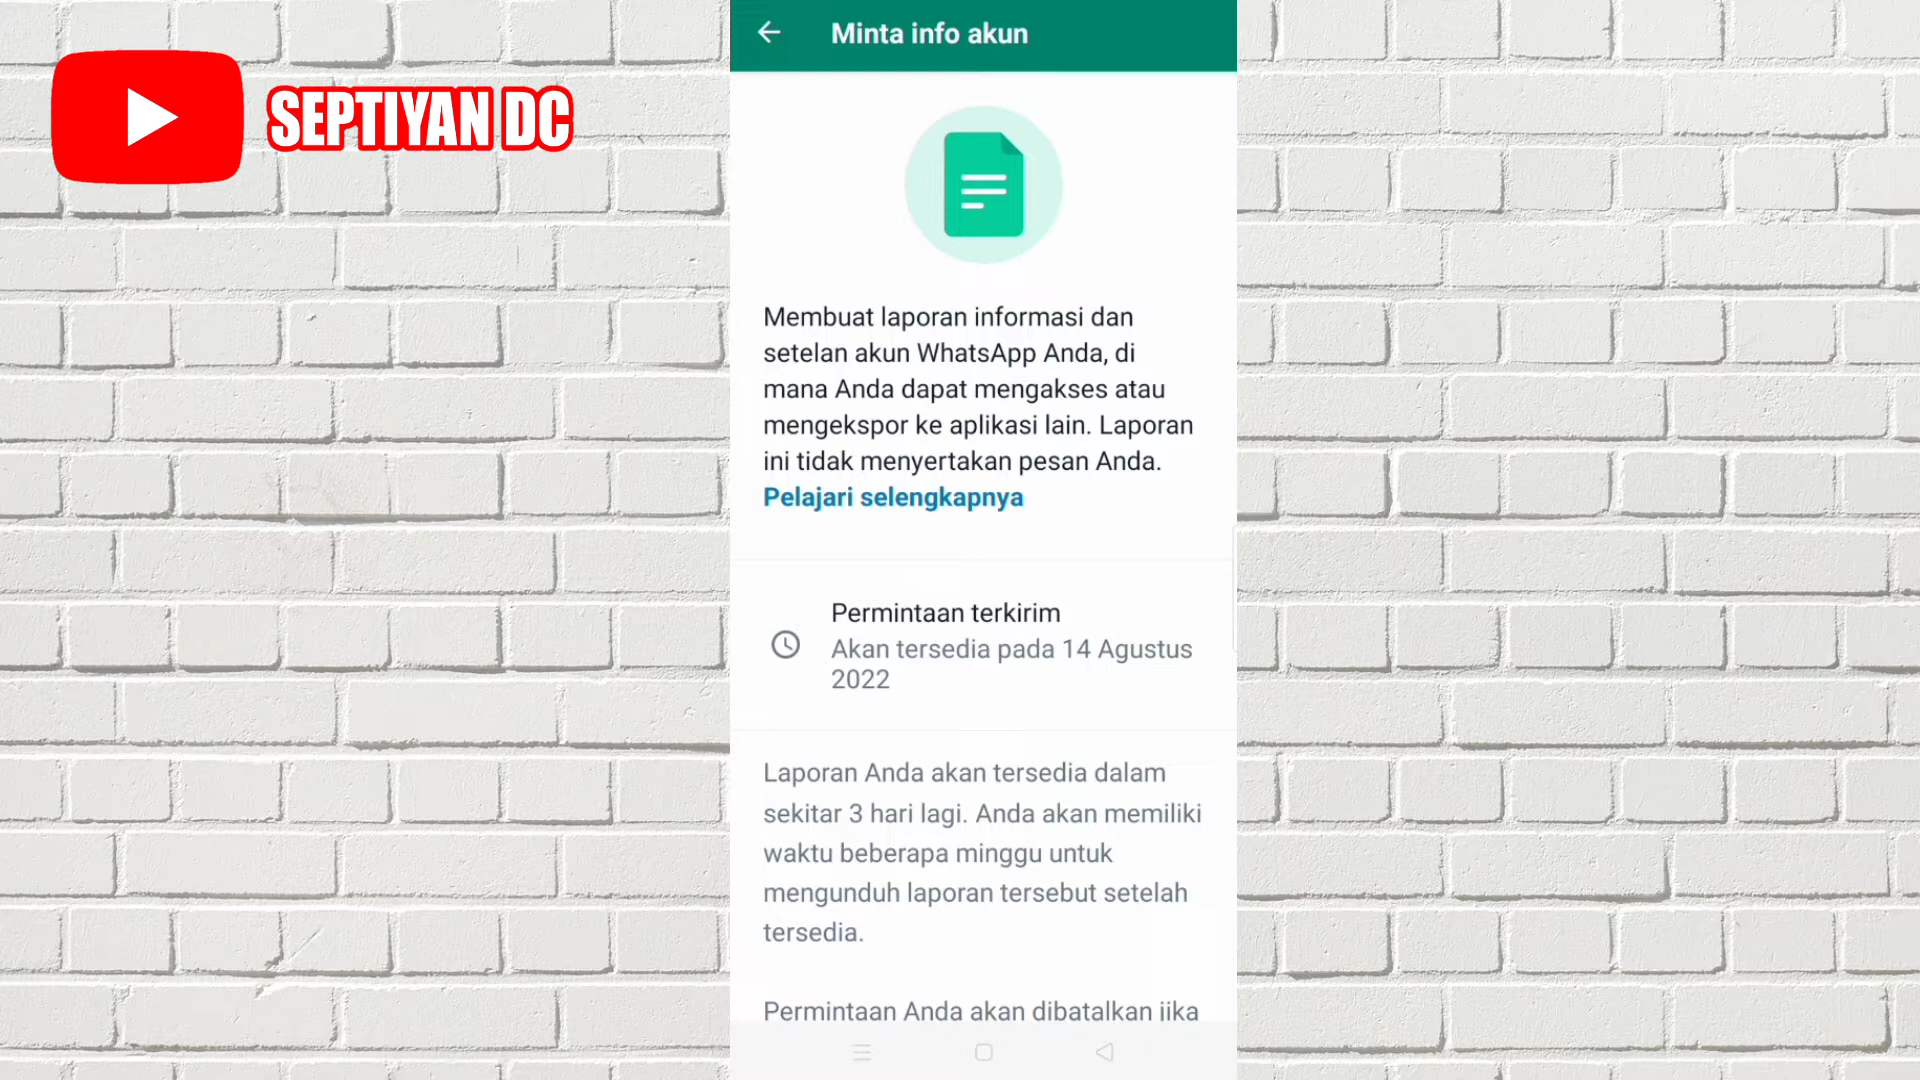 SEPTIYAN DC
Minta info akun
Membuat laporan informasi dan
setelan akun WhatsApp Anda, di
mana Anda dapat mengakses atau
mengekspor ke aplikasi lain. Laporan
ini tidak menyertakan pesan Anda.
Pelajari selengkapnya
Permintaan terkirim
Akan tersedia pada 14 Agustus
2022
Laporan Anda akan tersedia dalam
sekitar 3 hari lagi. Anda akan memiliki
waktu beberapa minggu untuk
mengunduh laporan tersebut setelah
tersedia.
Permintaan Anda akan dibatalkan jika